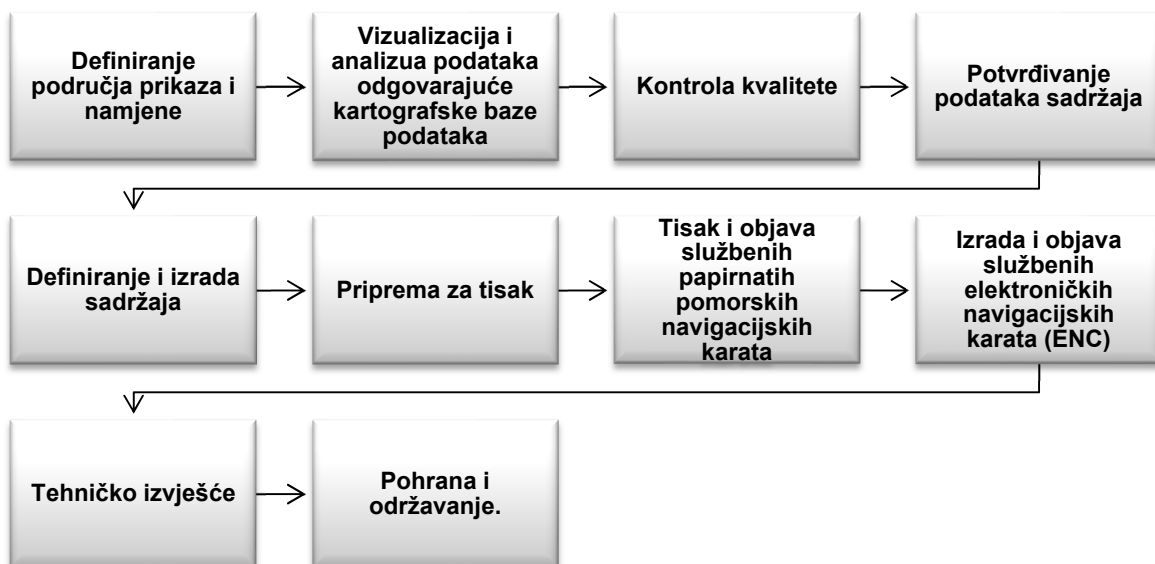 Definiranje
područja prikaza i
namjene
Vizualizacija i
analizua podataka
odgovarajuće
kartografske baze
podataka
Kontrola kvalitete
Potvrđivanje
podataka sadržaja
Definiranje i izrada
sadržaja
Priprema za tisak
Tisak i objava
službenih
papirnatih
pomorskih
navigacijskih
karata
Izrada i objava
službenih
elektroničkih
navigacijskih
karata (ENC)
Tehničko izvješće
Pohrana i
održavanje.